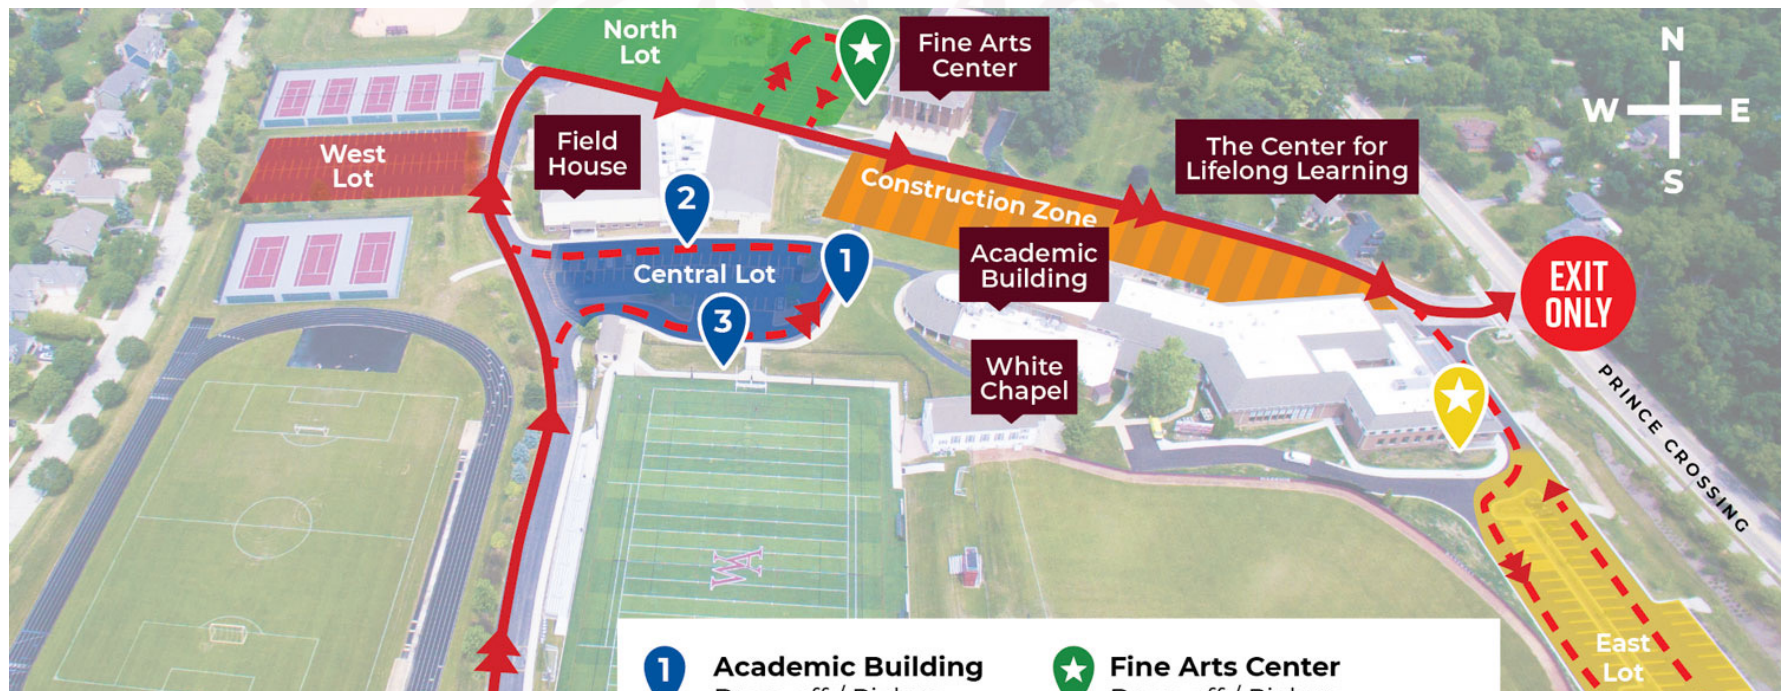 North
Lot
Fine Arts
Center
N
W
E
S
West
Lot
Field
House
The Center for
Lifelong Learning
2
Construction Zone
Central Lot
1
Academic
Building
EXIT
ONLY
3
White
Chapel
PRINCE CROSSING
East
Lot
1
Academic Building
Fine Arts Center